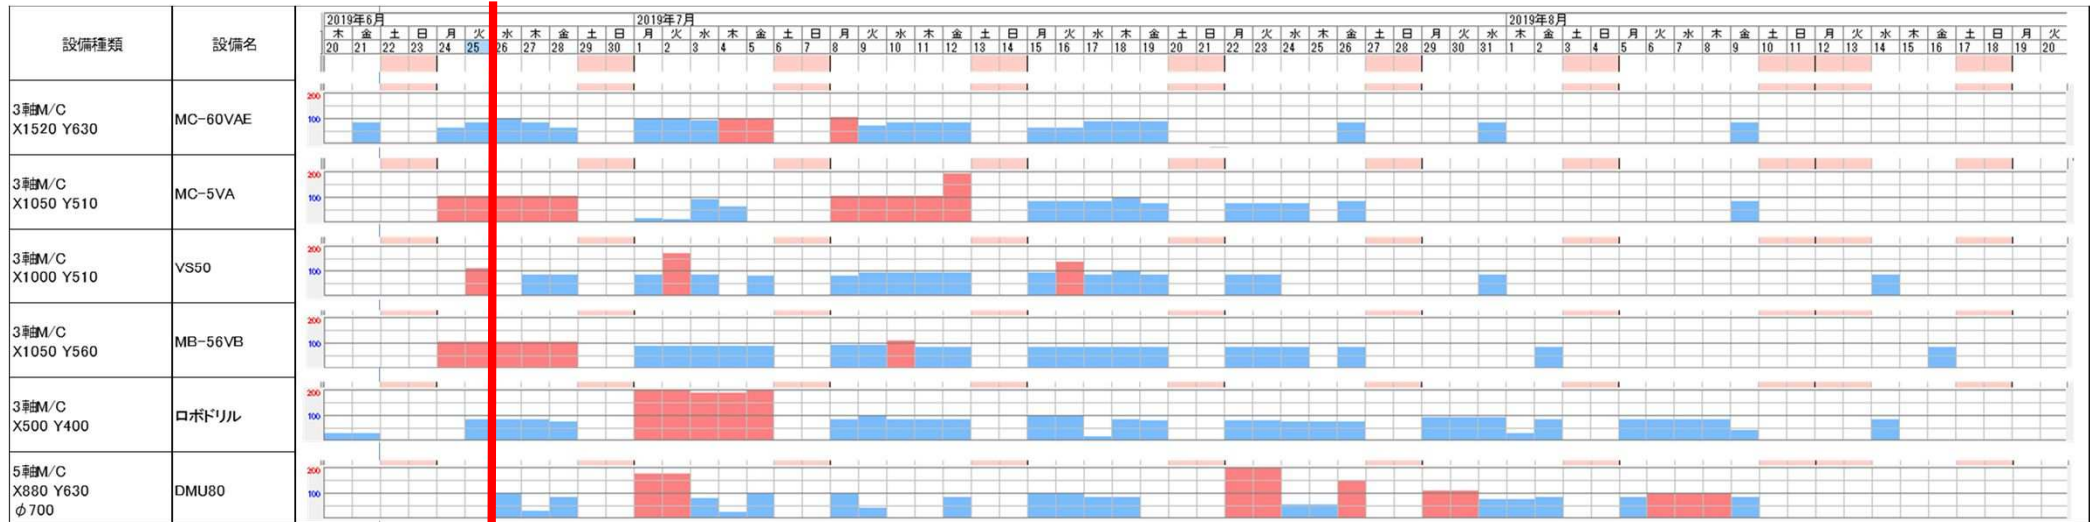 設備種類 設備名
2019年6月 2019年7月 2019年8月
木 金 土 日 月 火 水 木 金 土 日 月 火 水 木 金 土 日 月 火 水 木 金 土 日 月 火 水 木 金 土 日 月 火 水 木 金 土 日 月 火 水 木 金 土 日 月 火 水 木 金 土 日 月 火 水 木 金 土 日 月 火
20 21 22 23 24 25 26 27 28 29 30 1 2 3 4 5 6 7 8 9 10 11 12 13 14 15 16 17 18 19 20 21 22 23 24 25 26 27 28 29 30 31 1 2 3 4 5 6 7 8 9 10 11 12 13 14 15 16 17 18 19 20
3軸M/C
X1520 Y630
MC-60VAE
200
100
3軸M/C
X1050 Y510
MC-5VA
200
100
3軸M/C
X1000 Y510
VS50
200
100
3軸M/C
X1050 Y560
MB-56VB
200
100
3軸M/C
X500 Y400
ロボドリル
200
100
5軸M/C
X880 Y630
φ700
DMU80
200
100